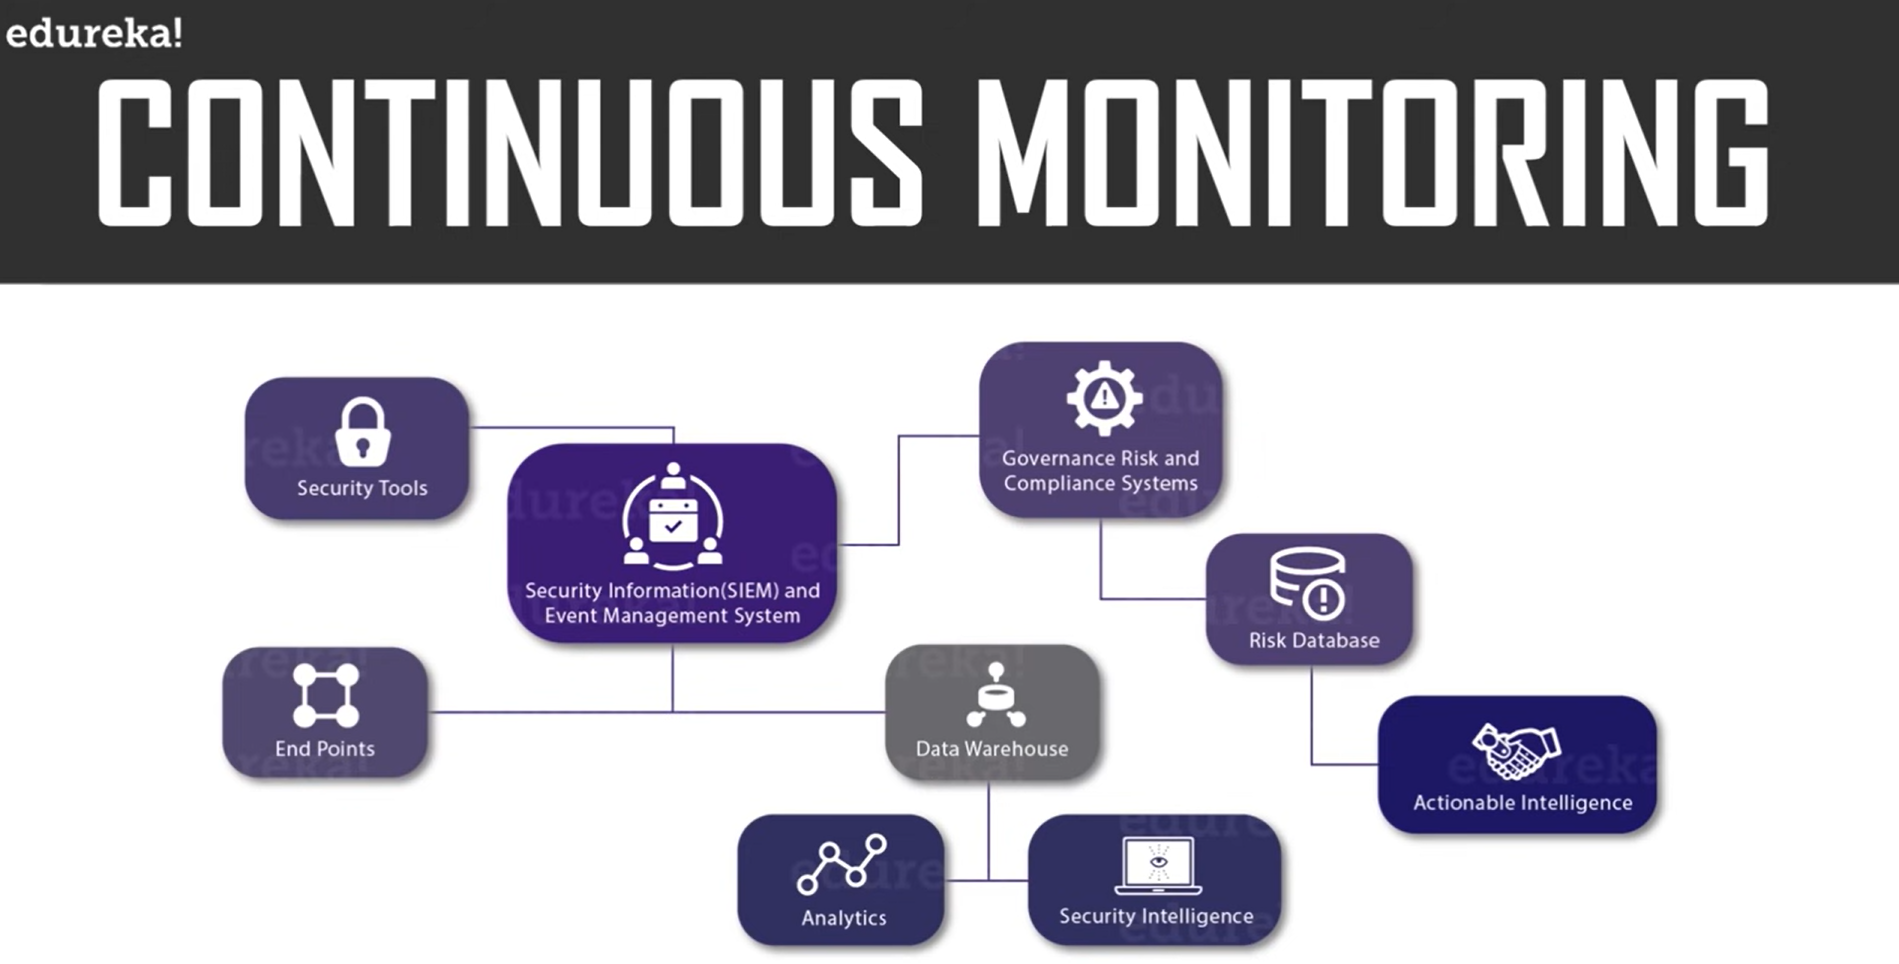 edureka!
CONTINUOUS MONITORING
Security Tools
Governance Risk and
Compliance Systems
Security Information(SIEM) and
Event Management System
Risk Database
End Points
Data Warehouse
Actionable Intelligence
Analytics
Security Intelligence